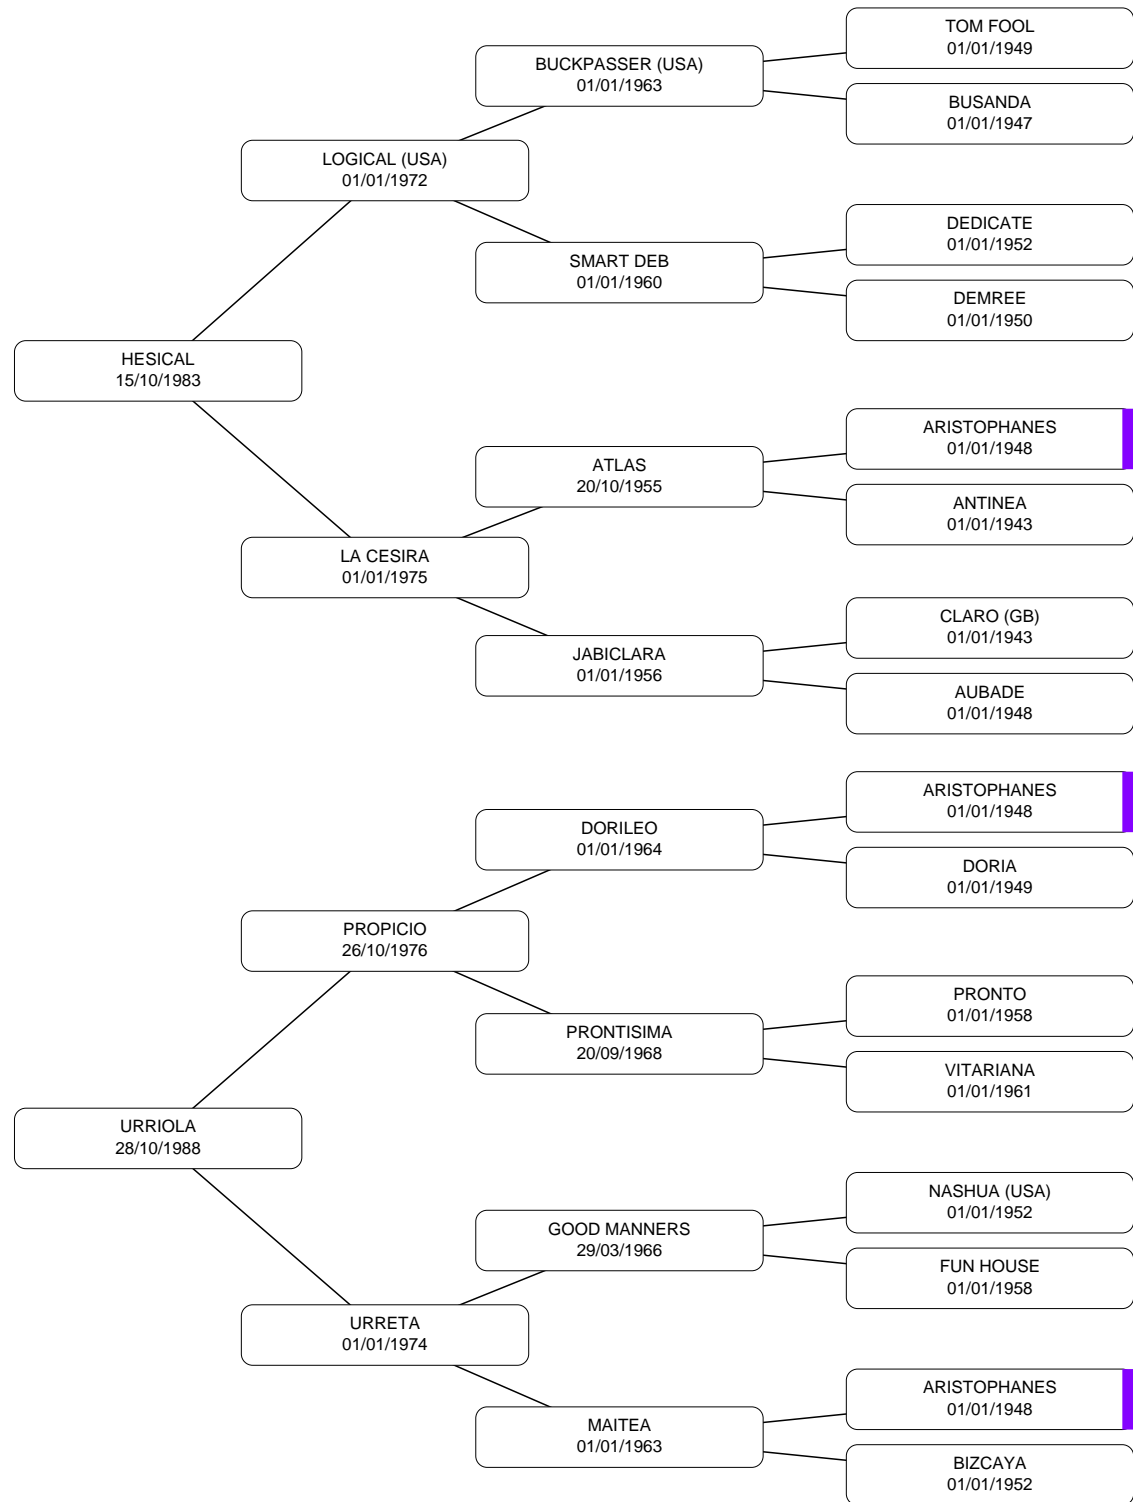 TOM FOOL
01/01/1949
BUCKPASSER (USA)
01/01/1963
BUSANDA
01/01/1947
LOGICAL (USA)
01/01/1972
DEDICATE
01/01/1952
SMART DEB
01/01/1960
DEMREE
01/01/1950
HESICAL
15/10/1983
ARISTOPHANES
01/01/1948
ATLAS
20/10/1955
ANTINEA
01/01/1943
LA CESIRA
01/01/1975
CLARO (GB)
01/01/1943
JABICLARA
01/01/1956
AUBADE
01/01/1948
ARISTOPHANES
01/01/1948
DORILEO
01/01/1964
DORIA
01/01/1949
PROPICIO
26/10/1976
PRONTO
01/01/1958
PRONTISIMA
20/09/1968
VITARIANA
01/01/1961
URRIOLA
28/10/1988
NASHUA (USA)
01/01/1952
GOOD MANNERS
29/03/1966
FUN HOUSE
01/01/1958
URRETA
01/01/1974
ARISTOPHANES
01/01/1948
MAITEA
01/01/1963
BIZCAYA
01/01/1952